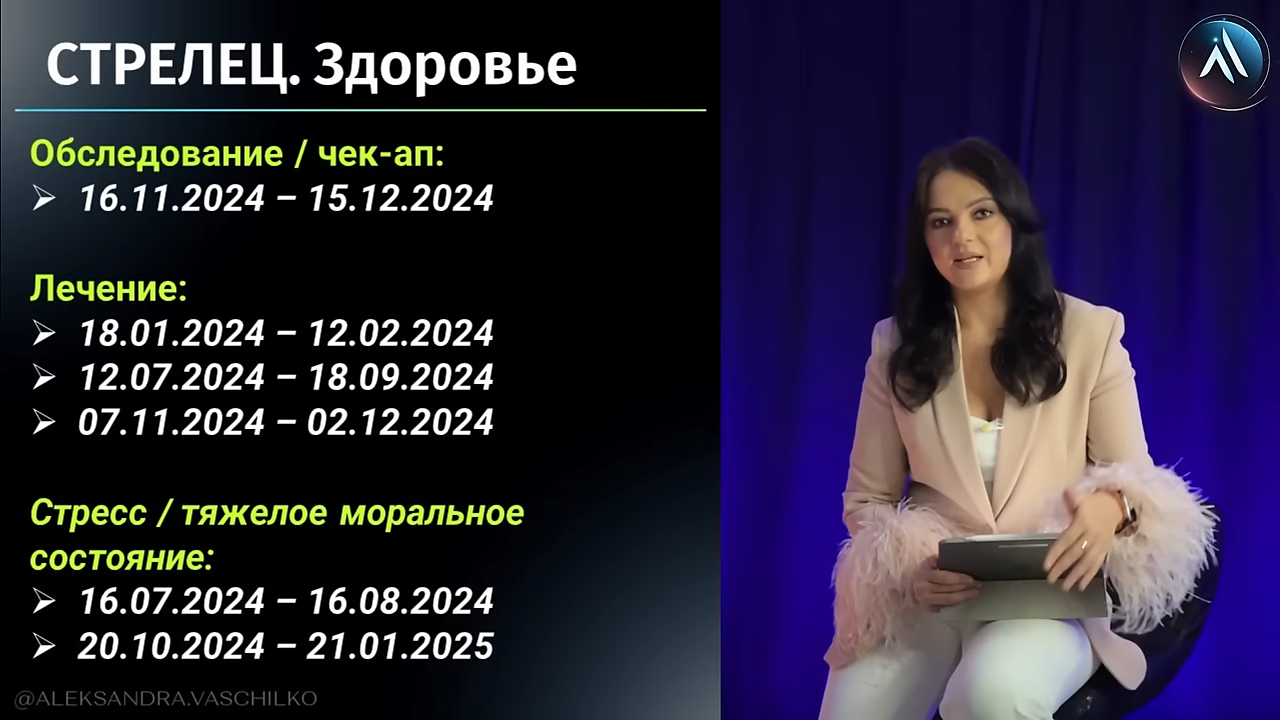 СТРЕЛЕЦ. Здоровье
Обследование / чек-ап:
➢ 16.11.2024 – 15.12.2024
Лечение:
➢ 18.01.2024 – 12.02.2024
➢ 12.07.2024 – 18.09.2024
➢ 07.11.2024 – 02.12.2024
Стресс / тяжелое моральное
состояние:
➢ 16.07.2024 – 16.08.2024
➢ 20.10.2024 – 21.01.2025
@ALEKSANDRA.VASCHILKO